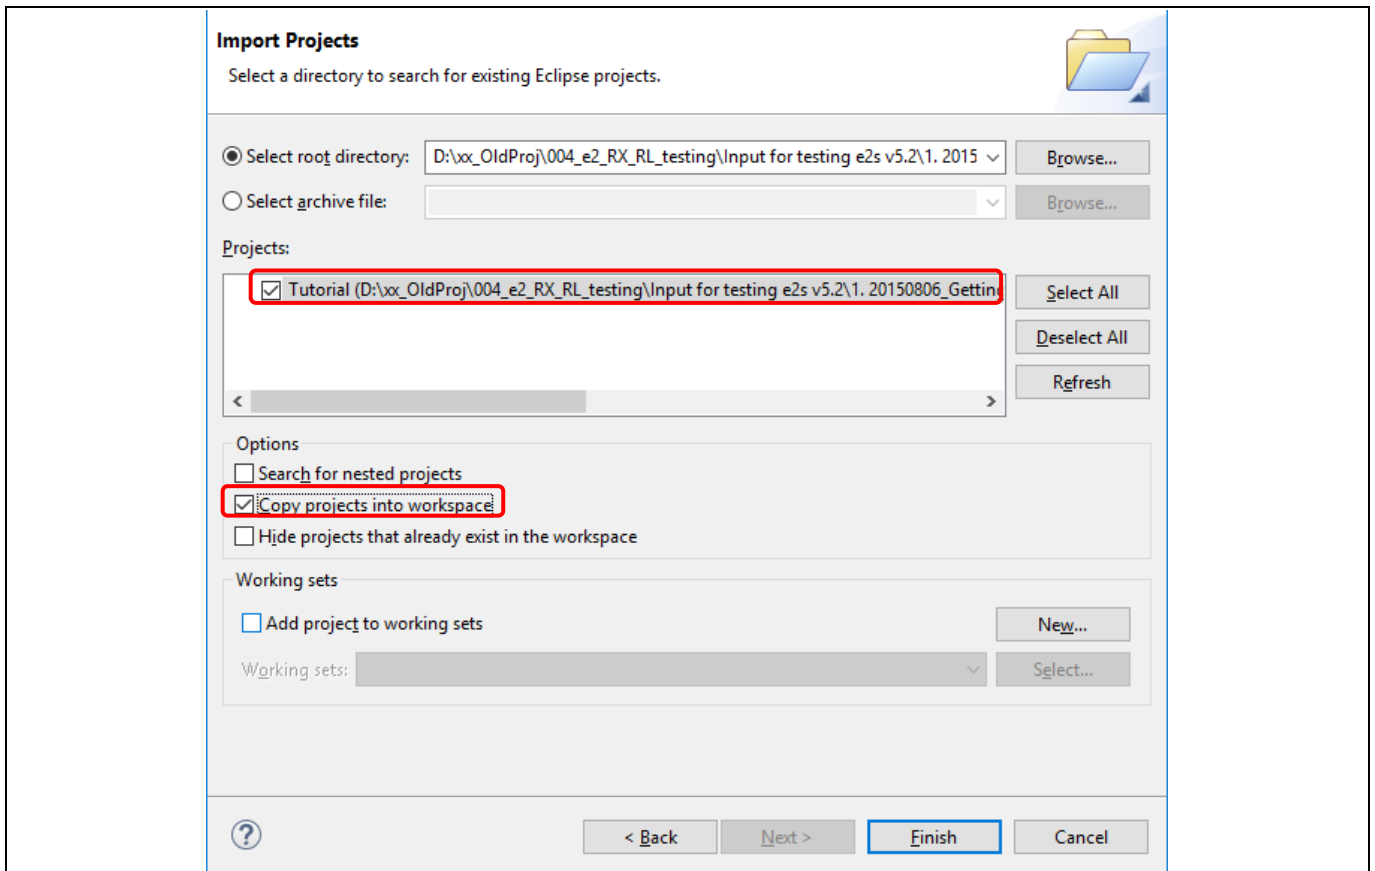 Import Projects
Select a directory to search for existing Eclipse projects.
Select root directory: D:\xx_OldProj\004_e2_RX_RL_testing\Input for testing e2s v5.2\1. 2015 Browse...
Select archive file: Browse...
Projects:
Tutorial (D:\xx_OldProj\004_e2_RX_RL_testing\Input for testing e2s v5.2\1. 20150806_Getting Select All
Deselect All
Refresh
Options
Search for nested projects
Copy projects into workspace
Hide projects that already exist in the workspace
Working sets
Add project to working sets New...
Working sets: Select...
? < Back Next > Finish Cancel